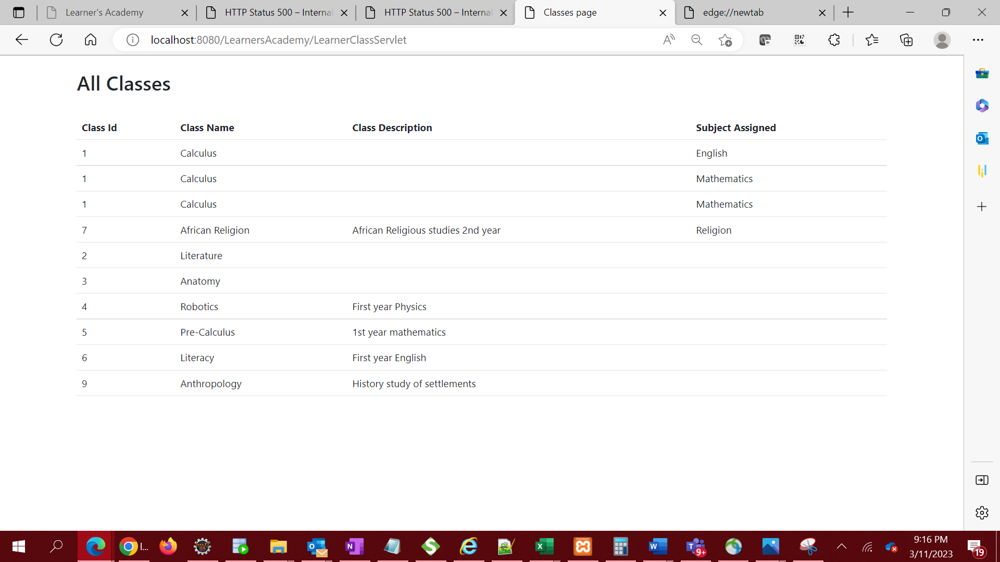 Learner's Academy
HTTP Status 500 – Internal
HTTP Status 500 – Internal
Classes page
edge://newtab
localhost:8080/LearnersAcademy/LearnerClassServlet
All Classes
Class Id Class Name Class Description Subject Assigned
1 Calculus English
1 Calculus Mathematics
1 Calculus Mathematics
7 African Religion African Religious studies 2nd year Religion
2 Literature
3 Anatomy
4 Robotics First year Physics
5 Pre-Calculus 1st year mathematics
6 Literacy First year English
9 Anthropology History study of settlements
9:16 PM
3/11/2023
9+
19